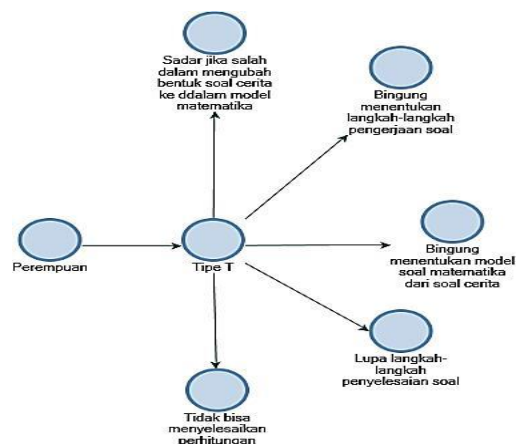 Sadar jika salah
dalam mengubah
bentuk soal cerita
ke ddalam model
matematika
Bingung
menentukan
langkah-langkah
pengerjaan soal
Perempuan
Tipe T
Bingung
menentukan model
soal matematika
dari soal cerita
Lupa langkah-
langkah
penyelesaian soal
Tidak bisa
menyelesaikan
perhitungan